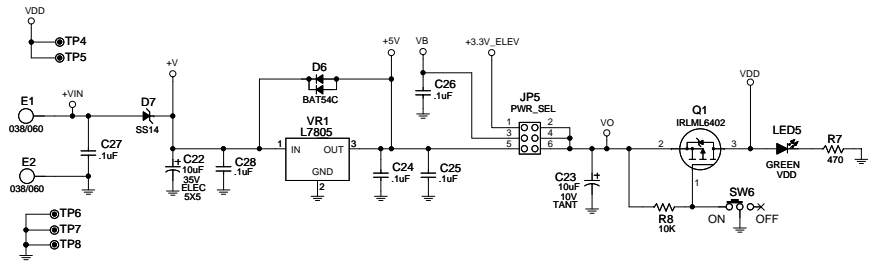 VDD
TP4
TP5
+VIN
+V
E1
038/060
D7
SS14
C27
.1uF
E2
038/060
TP6
TP7
TP8
C22
10uF
35V
ELEC
5X5
C28
.1uF
D6
BAT54C
VR1
L7805
1
IN
OUT
3
GND
2
+5V
C24
.1uF
C25
.1uF
VB
C26
.1uF
+3.3V_ELEV
JP5
PWR_SEL
1
2
3
4
5
6
VO
C23
10uF
10V
TANT
Q1
IRLML6402
2
3
1
R8
10K
VDD
LED5
GREEN
VDD
R7
470
SW6
ON
OFF